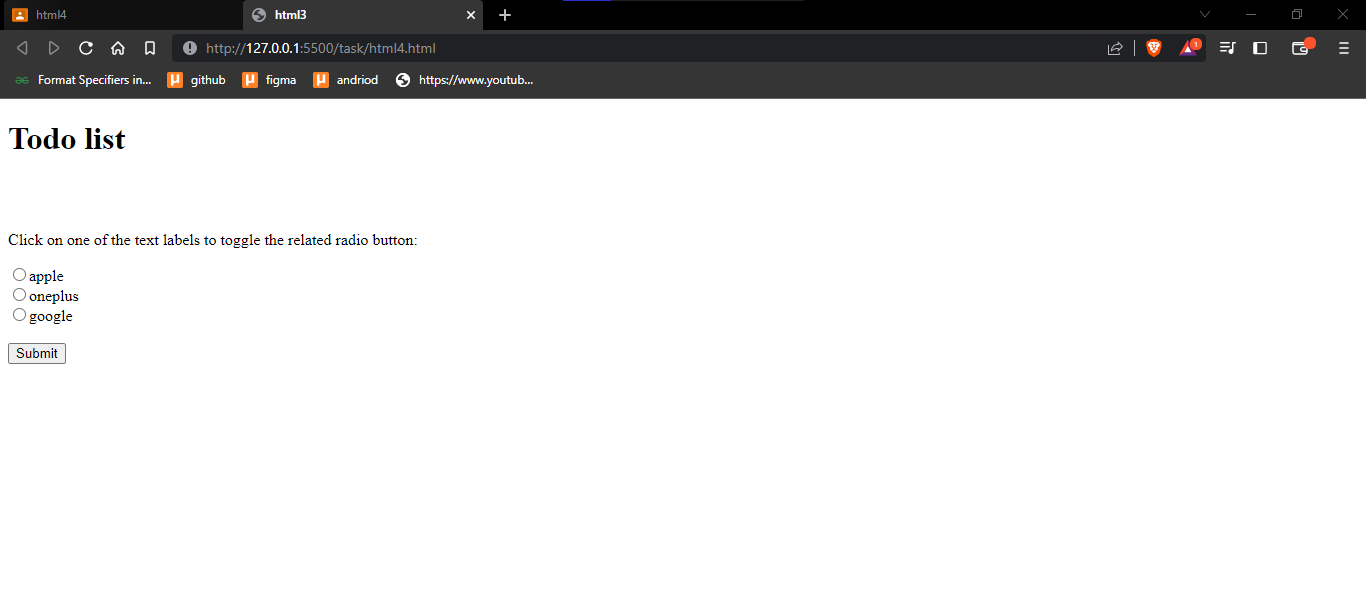 html4
html3
http://127.0.0.1:5500/task/html4.html
1
Format Specifiers in...
github
figma
andriod
https://www.youtub...
Todo list
Click on one of the text labels to toggle the related radio button:
apple
oneplus
google
Submit